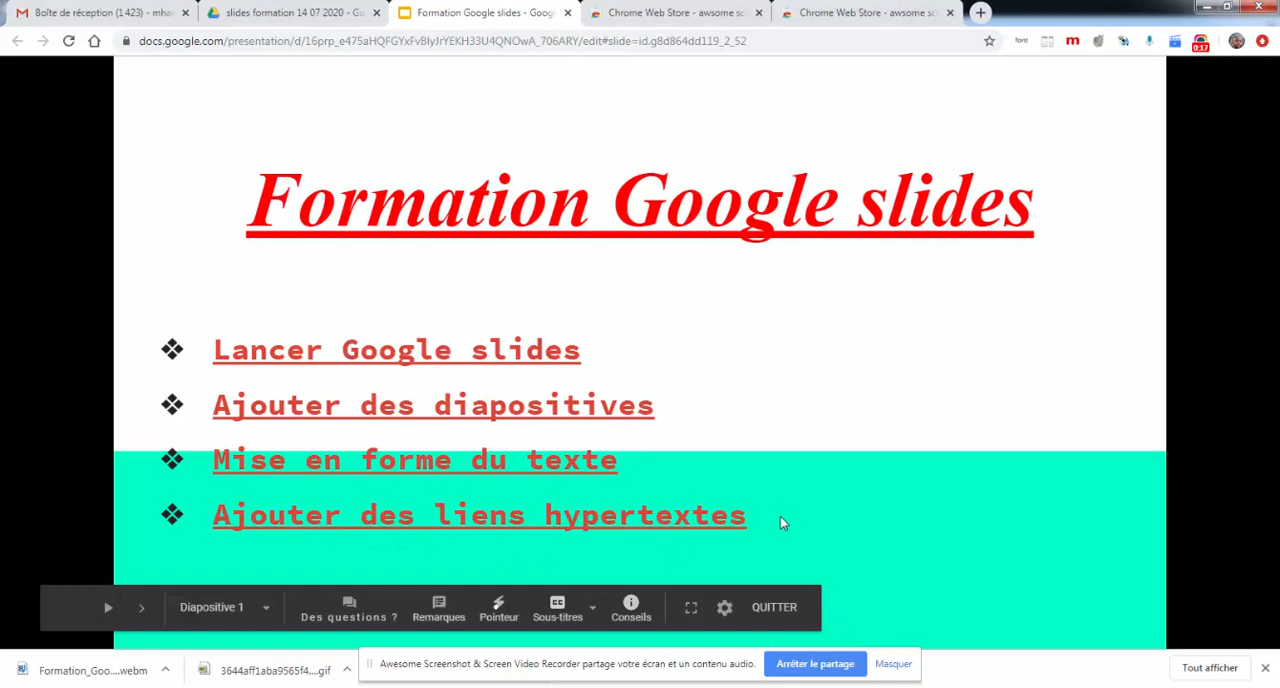 Boîte de réception (1 423) - mha
slides formation 14 07 2020 - Go
Formation Google slides - Goog
Chrome Web Store - awsome sc
Chrome Web Store - awsome sc
docs.google.com/presentation/d/16prp_e475aHQFGYxFvBIyJrYEKH33U4QNOwA_706ARY/edit#slide=id.g8d864dd119_2_52
font
m
0:17
Formation Google slides
❖ Lancer Google slides
❖ Ajouter des diapositives
❖ Mise en forme du texte
❖ Ajouter des liens hypertextes
Diapositive 1
Des questions ?
Remarques
Pointeur
CC
Sous-titres
Conseils
QUITTER
Formation_Goo....webm
3644aff1aba9565f4....gif
Awesome Screenshot & Screen Video Recorder partage votre écran et un contenu audio.
Arrêter le partage
Masquer
Tout afficher